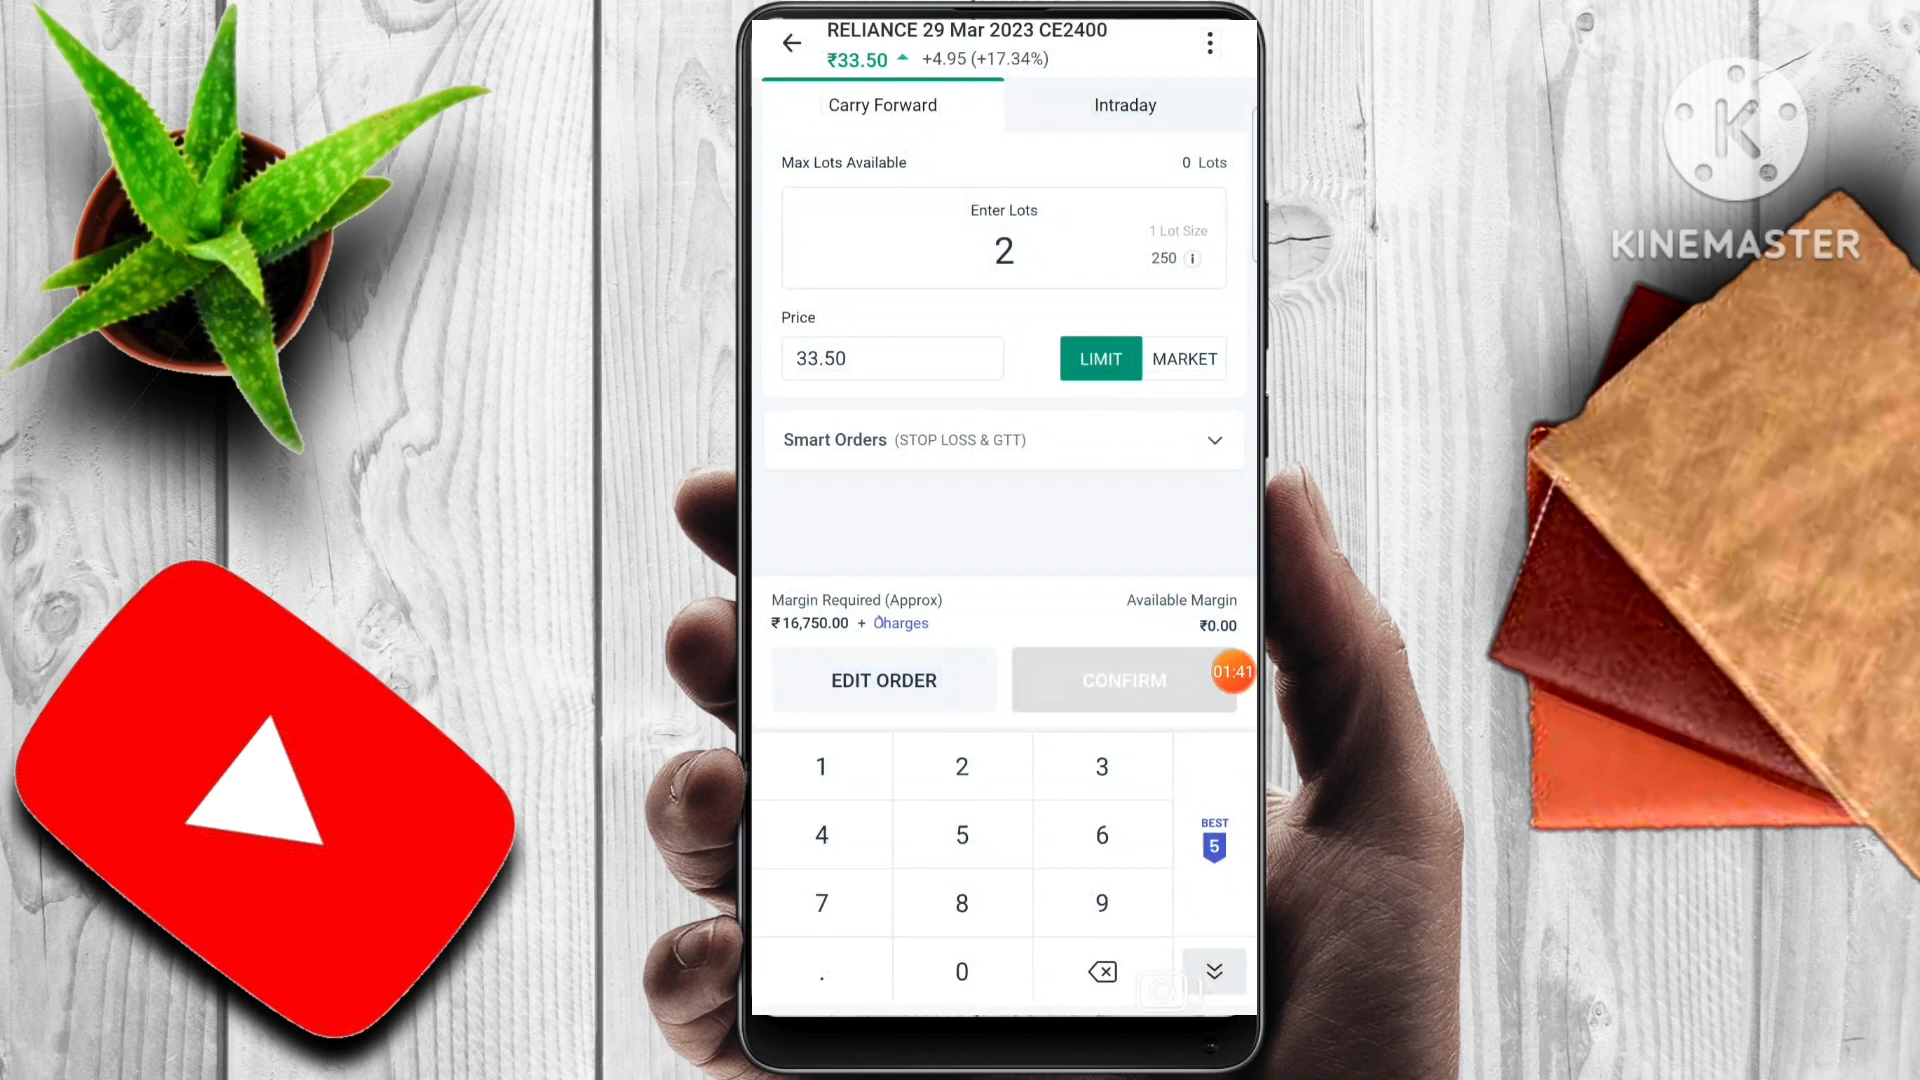 RELIANCE 29 Mar 2023 CE2400
₹33.50 +4.95 (+17.34%)
Carry Forward Intraday
Max Lots Available 0 Lots
Enter Lots
1 Lot Size
2
250 i
Price
33.50 LIMIT MARKET
Smart Orders (STOP LOSS & GTT)
Margin Required (Approx) Available Margin
₹16,750.00 + Charges ₹0.00
EDIT ORDER CONFIRM 01:41
1 2 3
4 5 6
BEST
5
7 8 9
. 0
K
KINEMASTER